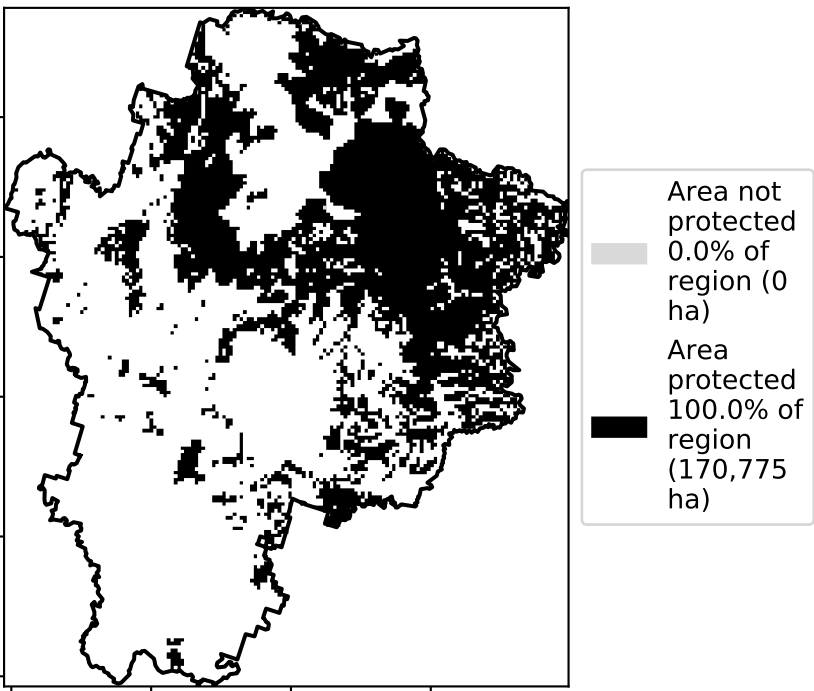 Area not
protected
0.0% of
region (0
ha)
Area
protected
100.0% of
region
(170,775
ha)